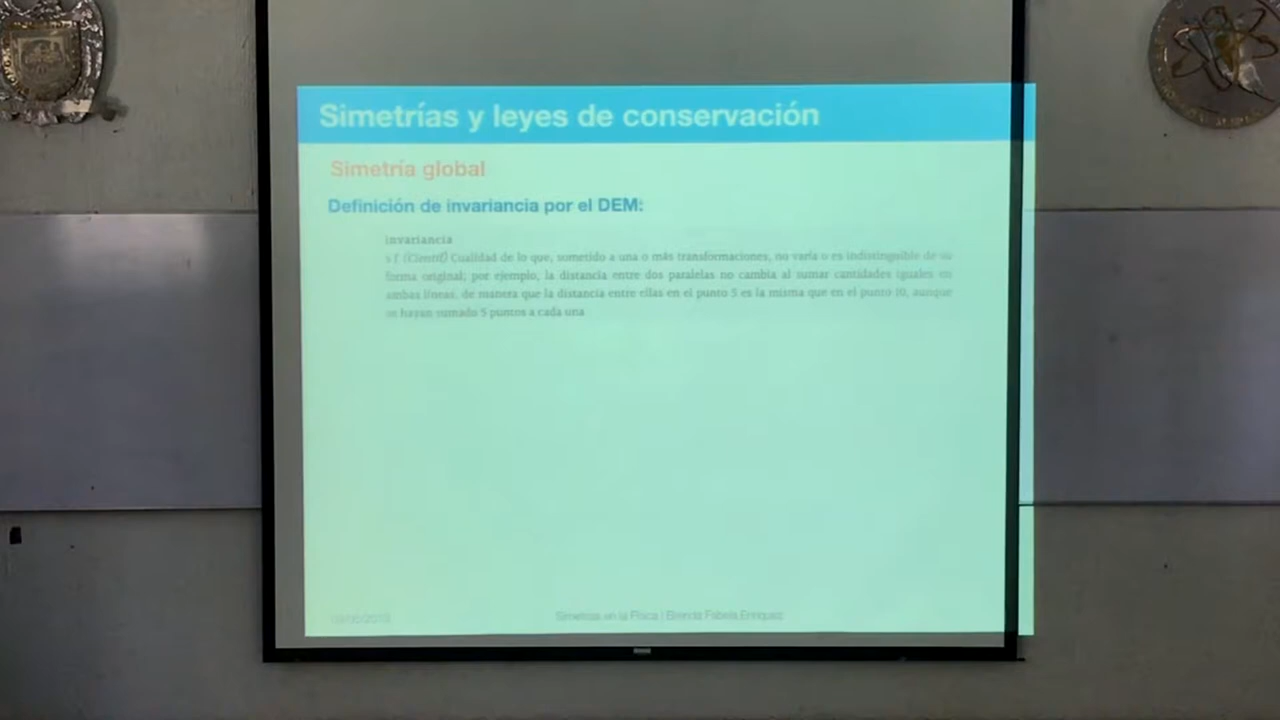 Simetrías y leyes de conservación
Simetría global
Definición de invariancia por el DEM:
invariancia
s f (Cientif) Cualidad de lo que, sometido a una o más transformaciones, no varía o es indistinguible de su
forma original; por ejemplo, la distancia entre dos paralelas no cambia al sumar cantidades iguales en
ambas líneas, de manera que la distancia entre ellas en el punto 5 es la misma que en el punto 10, aunque
se hayan sumado 5 puntos a cada una
Simetrías en la Física | Brenda Fabela Enriquez